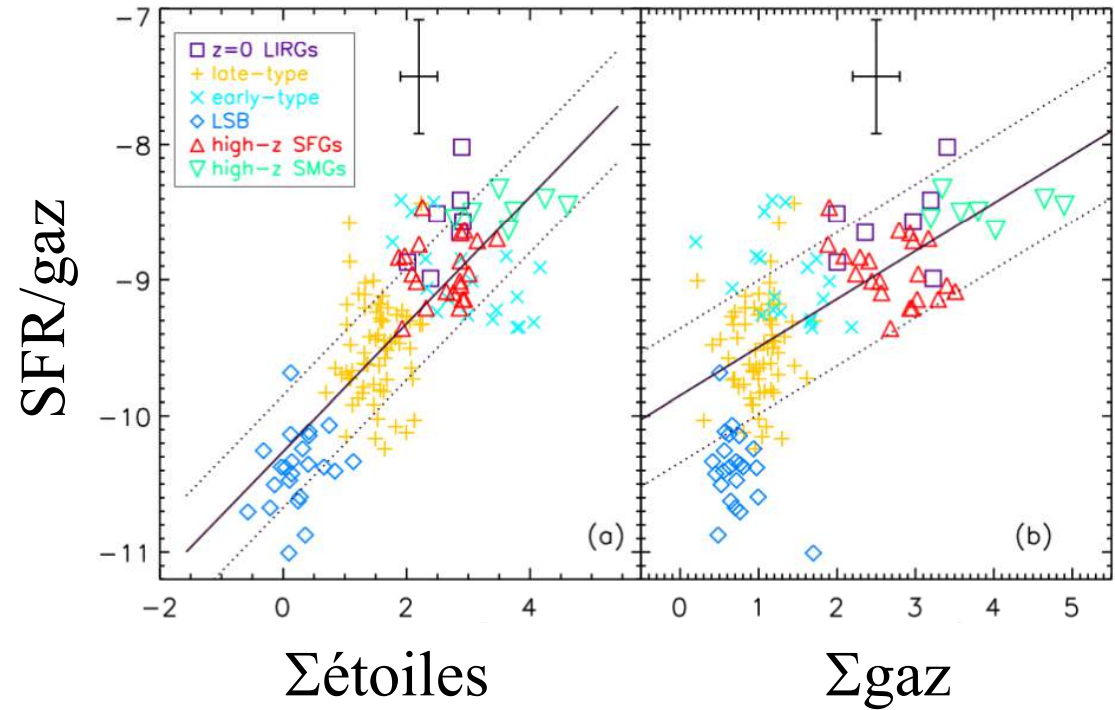 −7
−8
−9
−10
−11
SFR/gaz
z=0 LIRGs
late−type
early−type
LSB
high−z SFGs
high−z SMGs
(a)
(b)
−2 0 2 4
0 1 2 3 4 5
Σétoiles
Σgaz